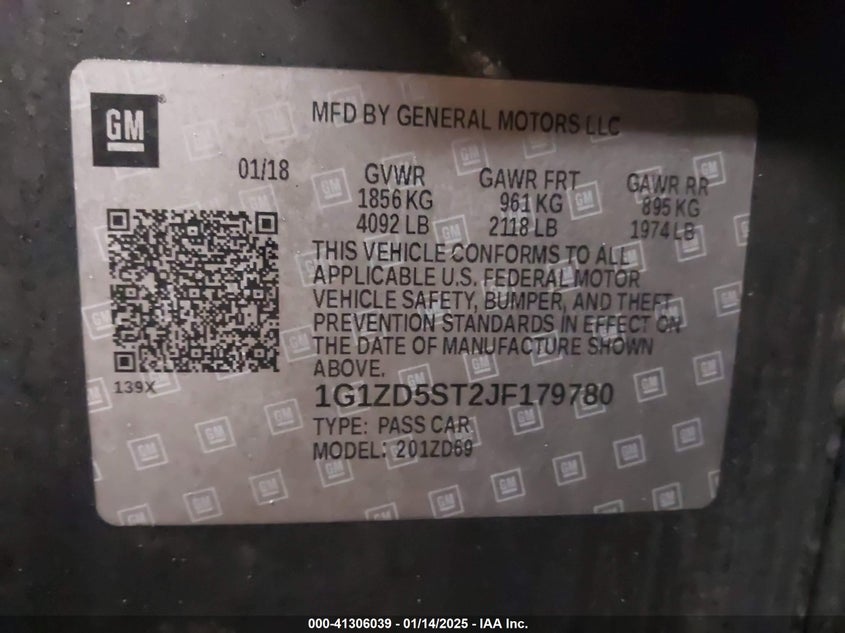 GM
MFD BY GENERAL MOTORS LLC
01/18 GVWR GAWR FRT GAWR RR
1856 KG 961 KG 895 KG
4092 LB 2118 LB 1974 LB
THIS VEHICLE CONFORMS TO ALL
APPLICABLE U.S. FEDERAL MOTOR
VEHICLE SAFETY, BUMPER, AND THEFT
PREVENTION STANDARDS IN EFFECT ON
THE DATE OF MANUFACTURE SHOWN
ABOVE.
139X
1G1ZD5ST2JF179780
TYPE: PASS CAR
MODEL: 201ZD69
000-41306039 - 01/14/2025 - IAA Inc.